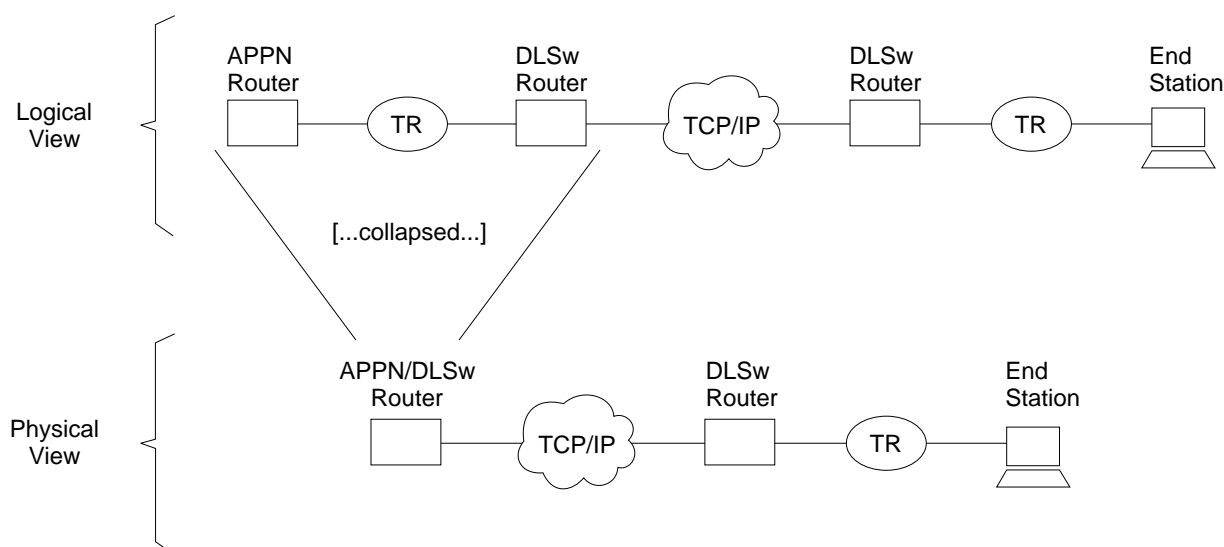 APPN
Router
DLSw
Router
DLSw
Router
End
Station
Logical
View
TR
TCP/IP
TR
[...collapsed...]
APPN/DLSw
Router
DLSw
Router
End
Station
Physical
View
TCP/IP
TR